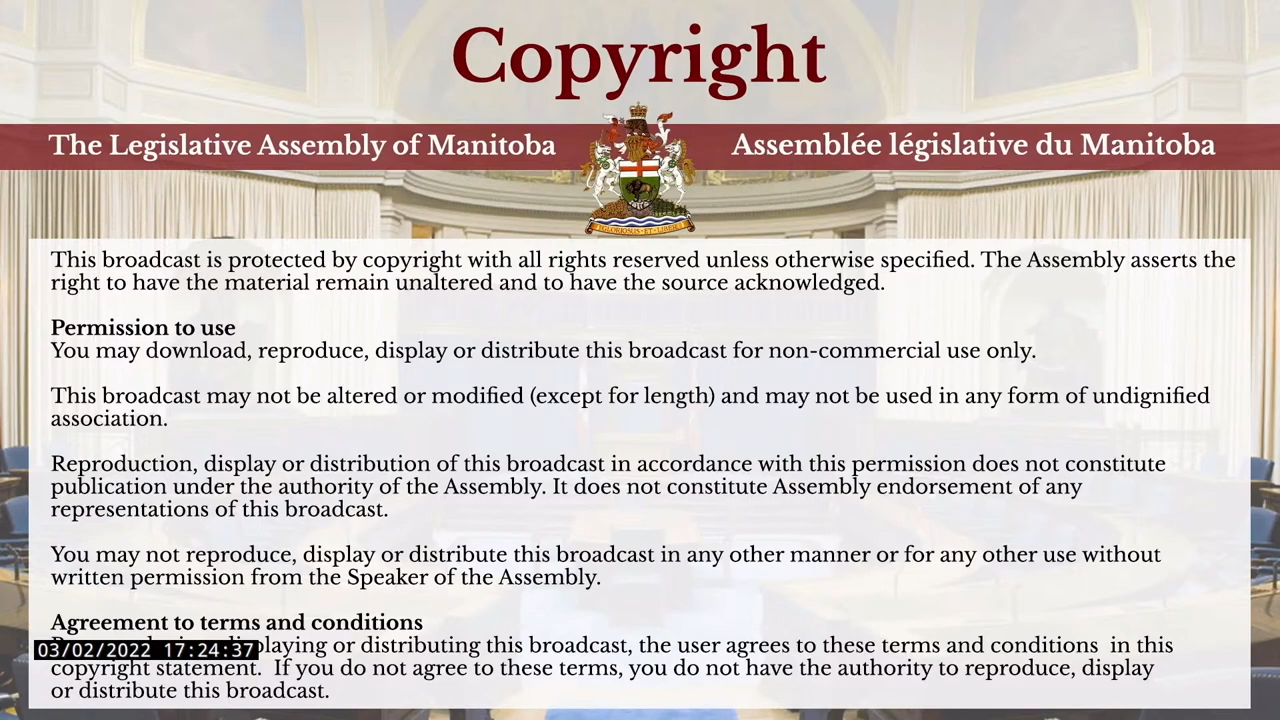 Copyright
The Legislative Assembly of Manitoba
Assemblée législative du Manitoba
This broadcast is protected by copyright with all rights reserved unless otherwise specified. The Assembly asserts the
right to have the material remain unaltered and to have the source acknowledged.
Permission to use
You may download, reproduce, display or distribute this broadcast for non-commercial use only.
This broadcast may not be altered or modified (except for length) and may not be used in any form of undignified
association.
Reproduction, display or distribution of this broadcast in accordance with this permission does not constitute
publication under the authority of the Assembly. It does not constitute Assembly endorsement of any
representations of this broadcast.
You may not reproduce, display or distribute this broadcast in any other manner or for any other use without
written permission from the Speaker of the Assembly.
Agreement to terms and conditions
or distributing this broadcast, the user agrees to these terms and conditions in this
03/02/2022 17:24:37
copyright statement. If you do not agree to these terms, you do not have the authority to reproduce, display
or distribute this broadcast.